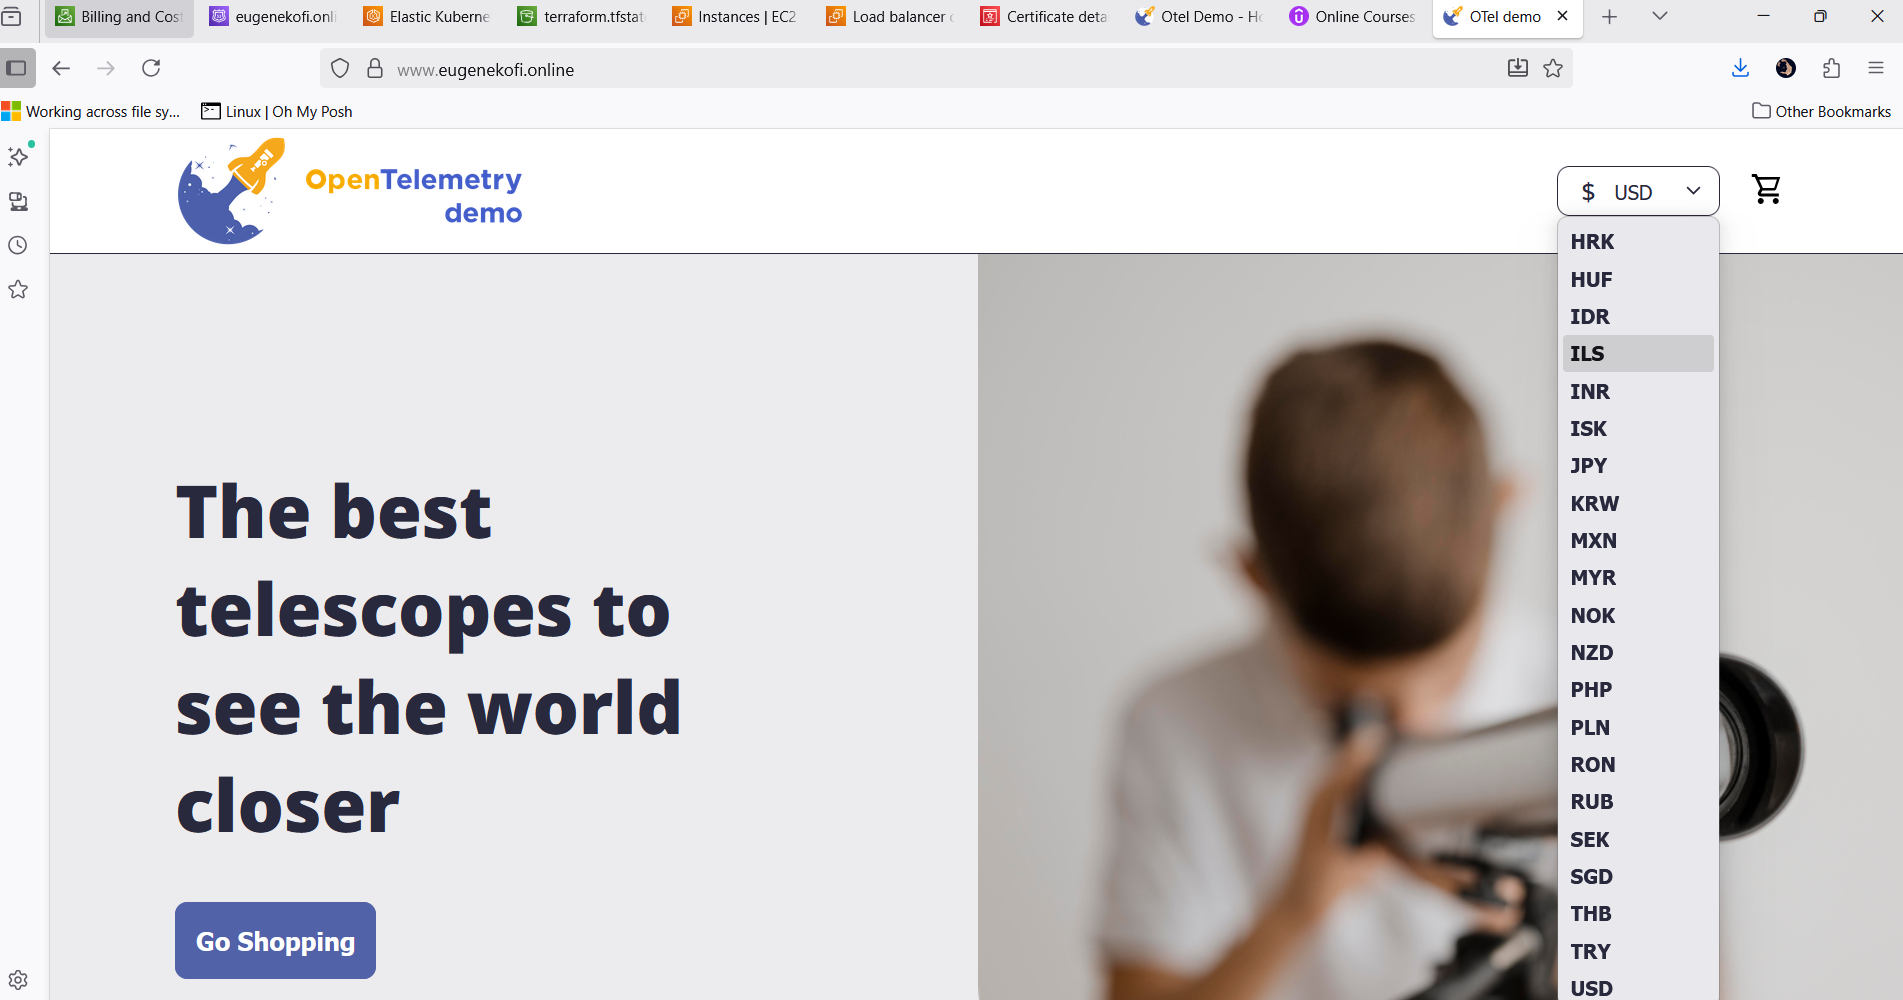 Billing and Cost
eugenekofi.onli
Elastic Kuberne
terraform.tfstat
Instances | EC2
Load balancer
Certificate deta
Otel Demo - Ho
Online Courses
OTel demo
www.eugenekofi.online
Working across file sy...
Linux | Oh My Posh
Other Bookmarks
OpenTelemetry
demo
$ USD
HRK
HUF
IDR
ILS
INR
ISK
JPY
KRW
MXN
MYR
NOK
NZD
PHP
PLN
RON
RUB
SEK
SGD
THB
TRY
USD
The best
telescopes to
see the world
closer
Go Shopping